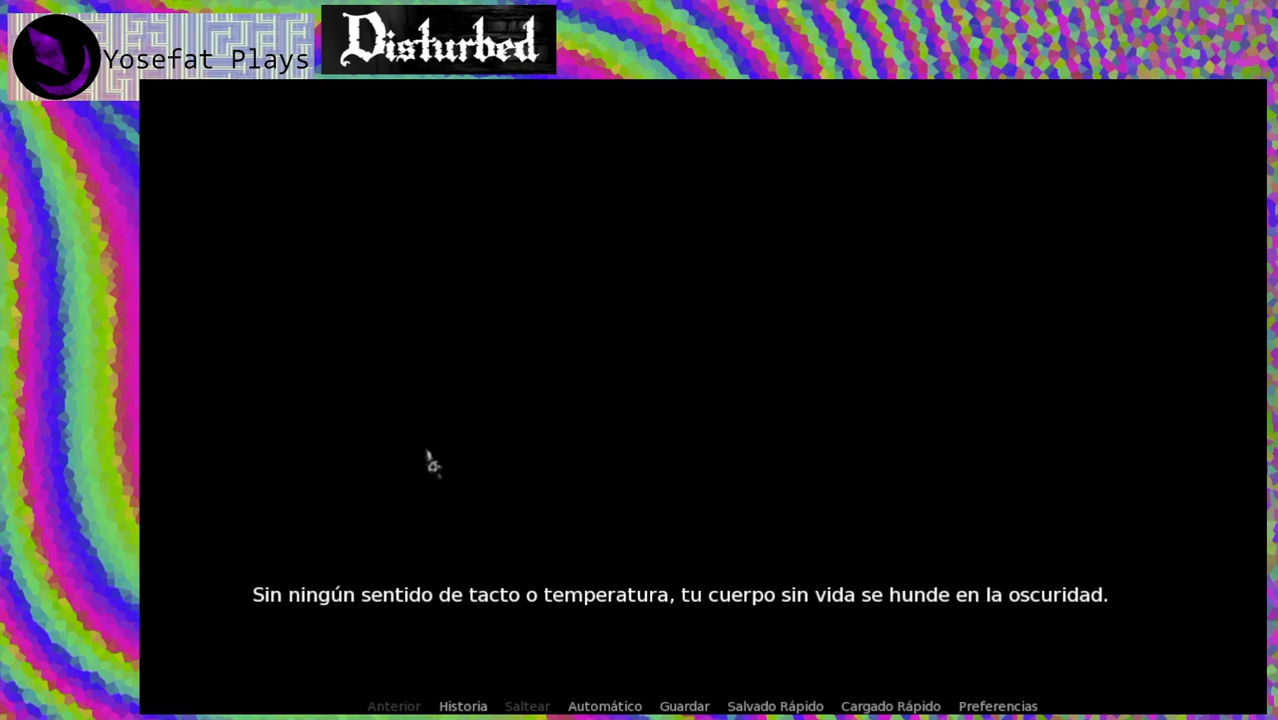 Yosefat Plays
Disturbed
Sin ningún sentido de tacto o temperatura, tu cuerpo sin vida se hunde en la oscuridad.
Anterior Historia Saltear Automático Guardar Salvado Rápido Cargado Rápido Preferencias